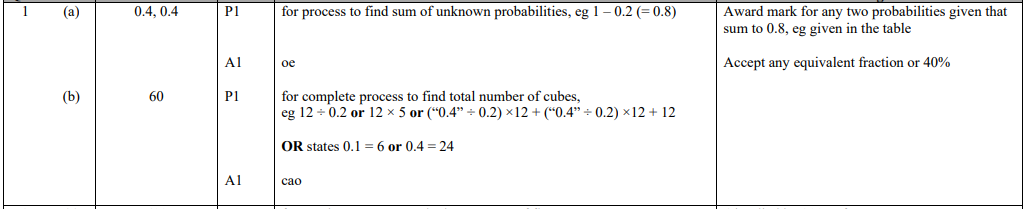 1 (a) 0.4, 0.4 P1 for process to find sum of unknown probabilities, eg 1 – 0.2 (= 0.8) Award mark for any two probabilities given that
sum to 0.8, eg given in the table
A1 oe Accept any equivalent fraction or 40%
(b) 60 P1 for complete process to find total number of cubes,
eg 12 ÷ 0.2 or 12 × 5 or (“0.4” ÷ 0.2) ×12 + (“0.4” ÷ 0.2) ×12 + 12
OR states 0.1 = 6 or 0.4 = 24
A1 cao